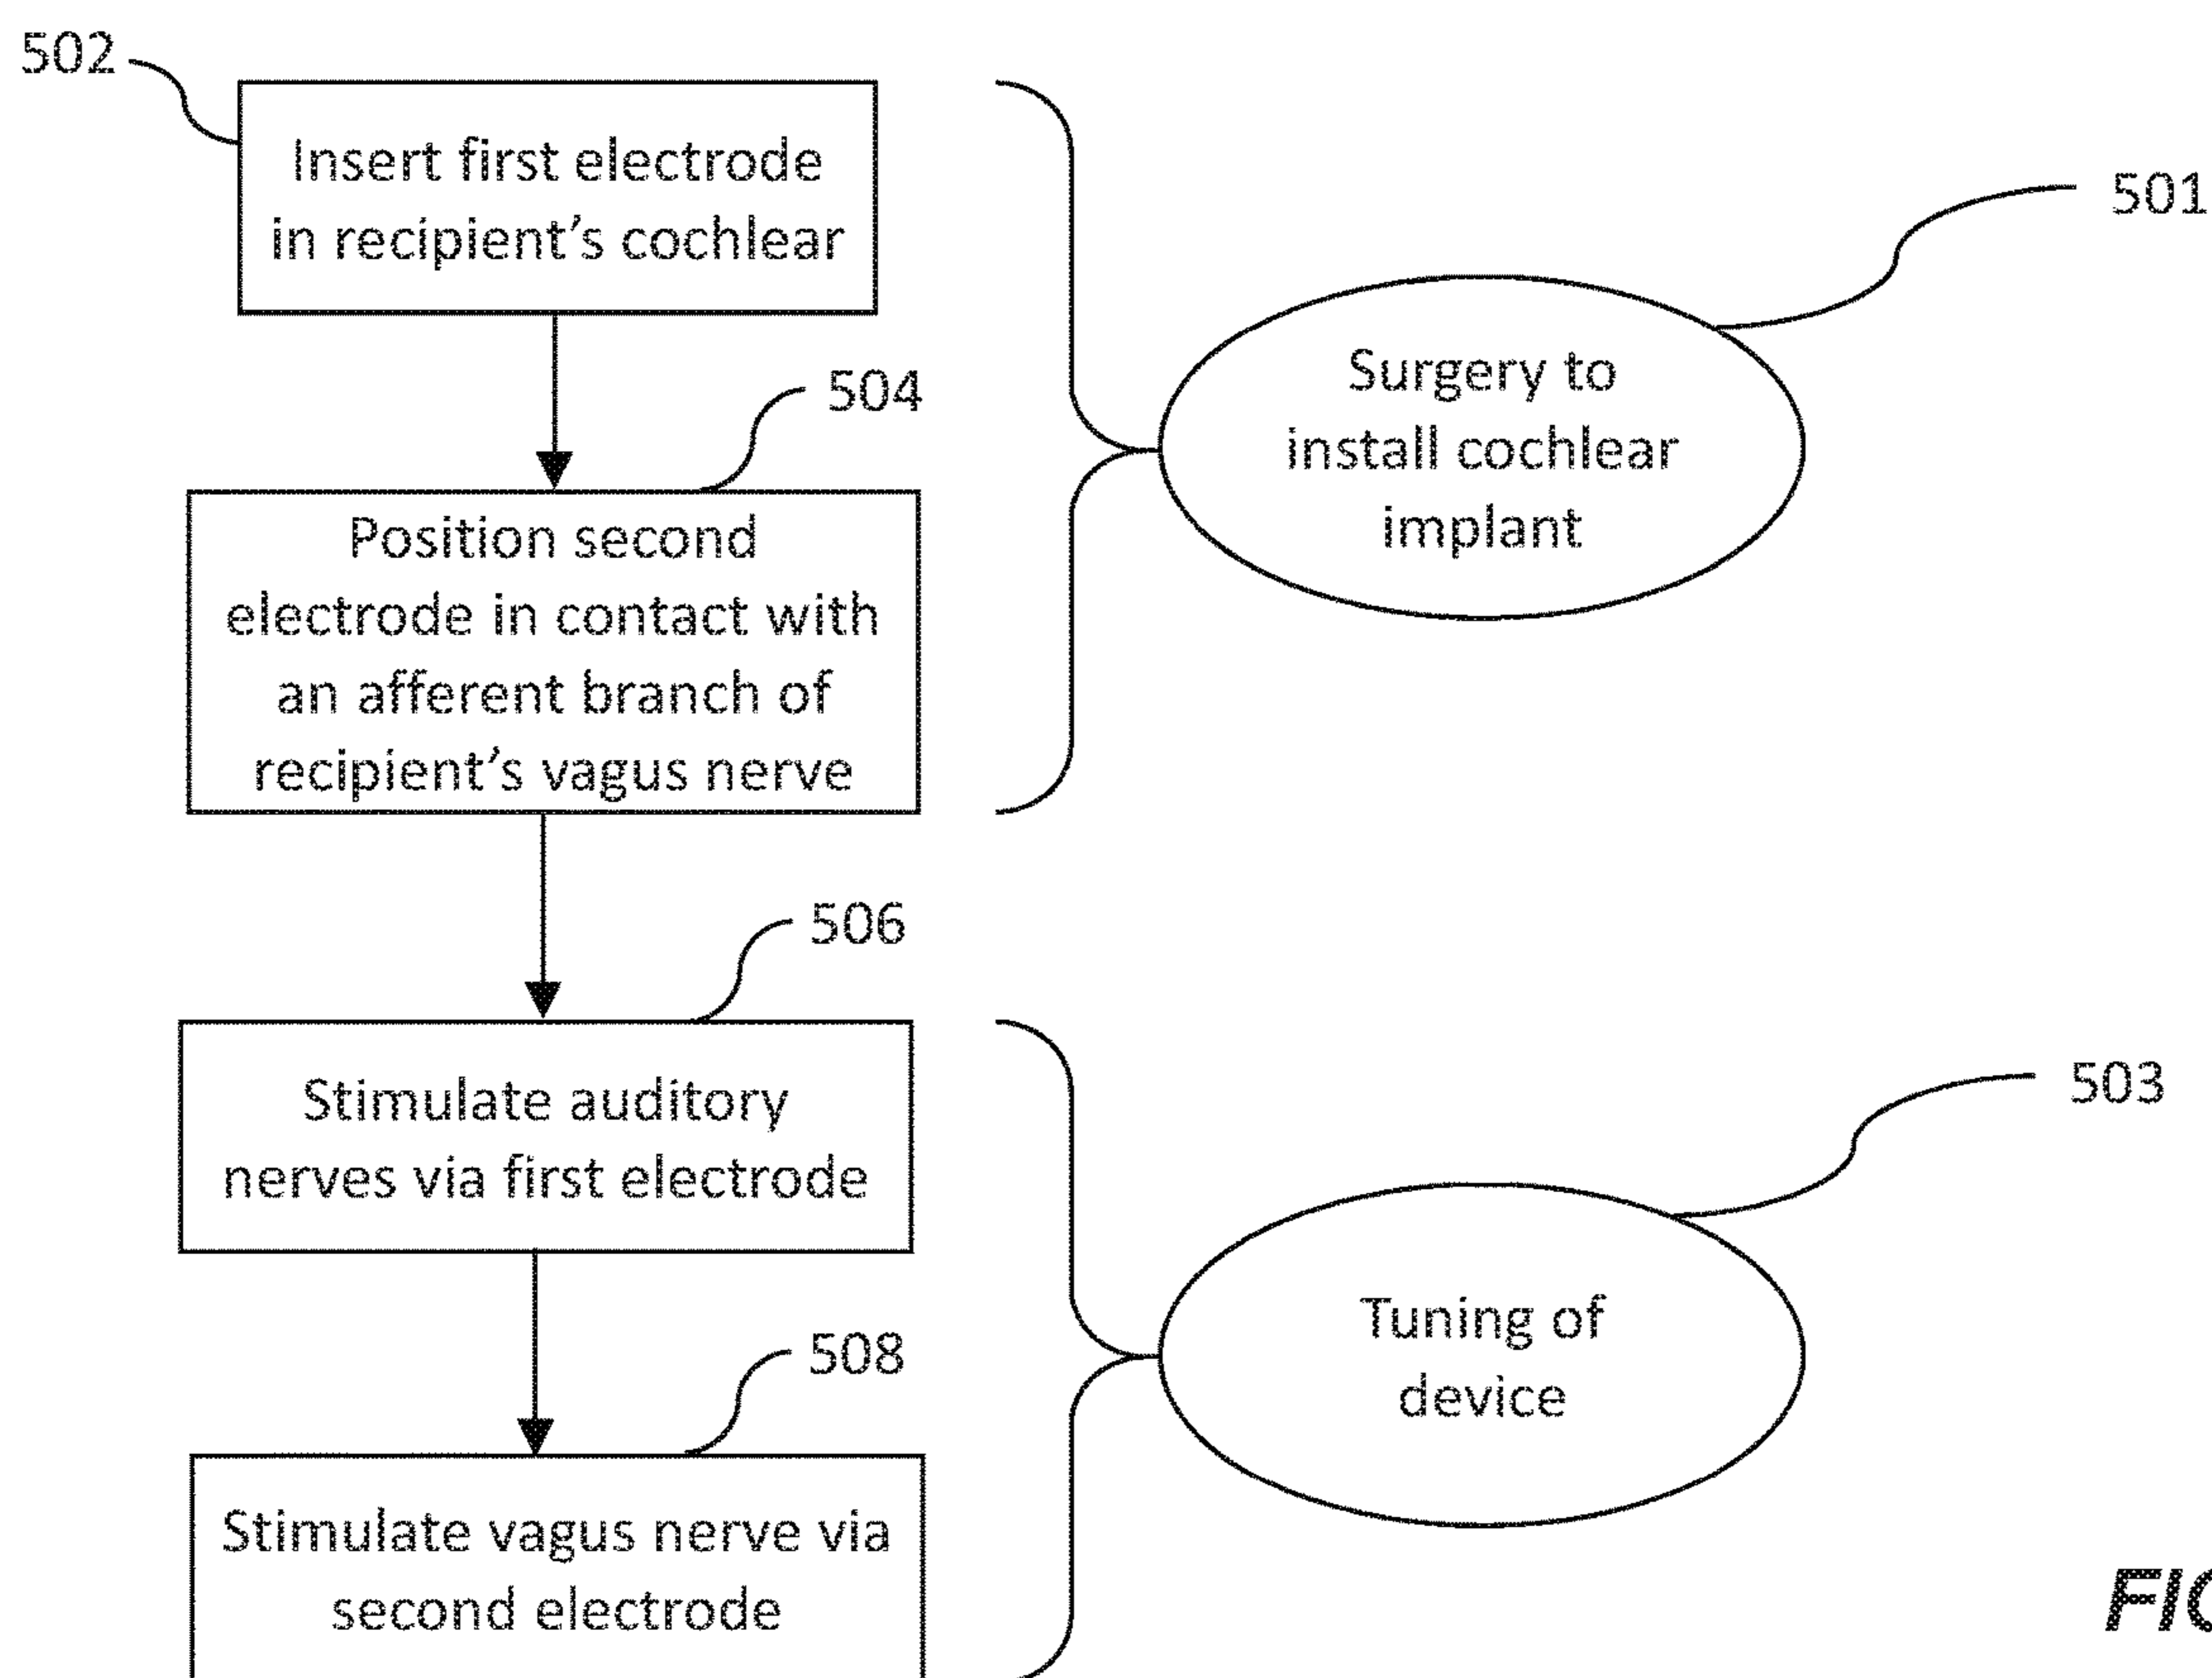 502
Insert first electrode
in recipient's cochlear
501
Surgery to
install cochlear
implant
504
Position second
electrode in contact with
an afferent branch of
recipient's vagus nerve
506
Stimulate auditory
nerves via first electrode
503
Tuning of
device
508
Stimulate vagus nerve via
second electrode